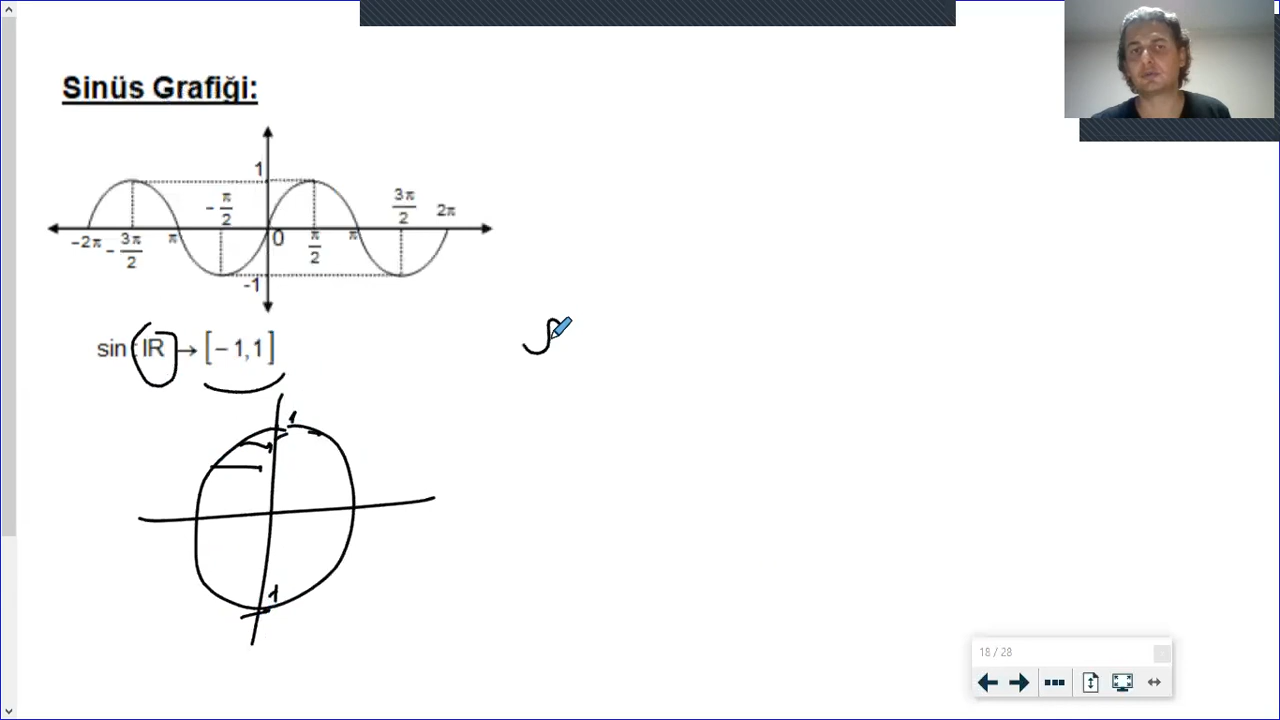 Sinüs Grafiği:
1
- π/2
3π/2
2π
-2π
- 3π/2
π
0
π/2
π
-1
sin : IR → [- 1, 1]
1
1
18 / 28